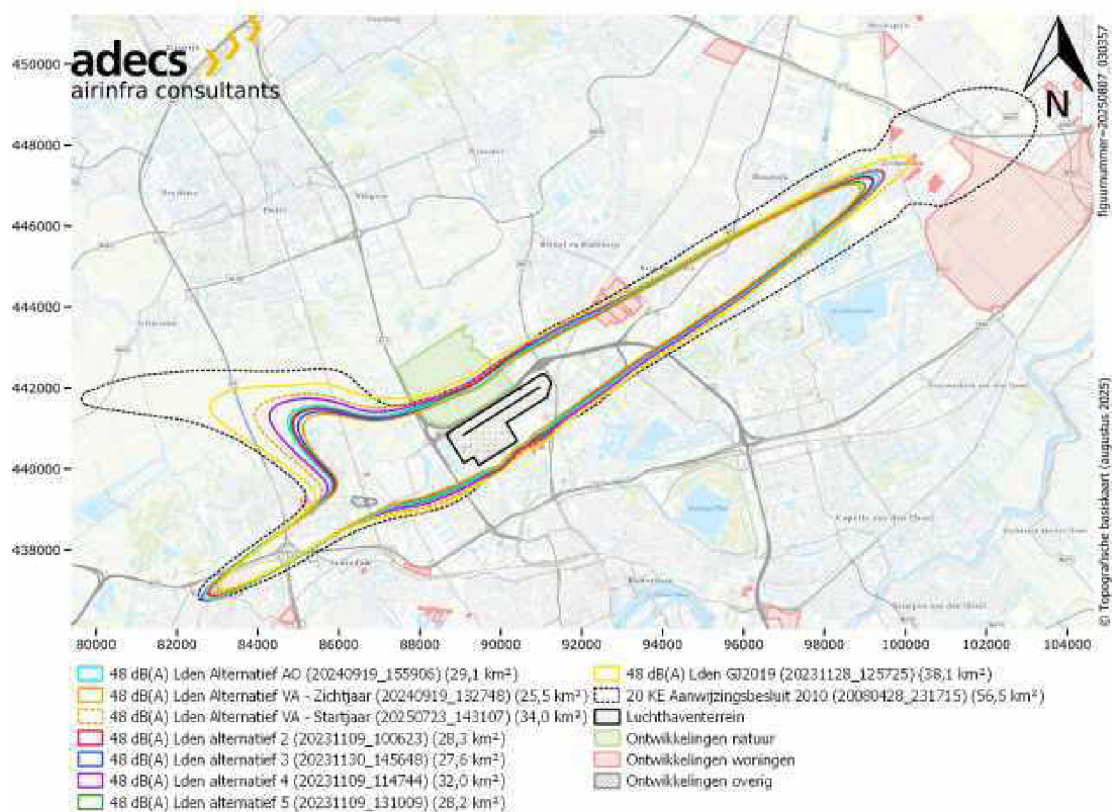 adecs
airinfra consultants
N
figuurnummer=20250807_030357
© Topografische basiskaart (augustus 2025)
450000
448000
446000
444000
442000
440000
438000
80000 82000 84000 86000 88000 90000 92000 94000 96000 98000 100000 102000 104000
48 dB(A) Lden Alternatief AO (20240919_155906) (29,1 km²)
48 dB(A) Lden Alternatief VA - Zichtjaar (20240919_132748) (25,5 km²)
48 dB(A) Lden Alternatief VA - Startjaar (20250723_143107) (34,0 km²)
48 dB(A) Lden alternatief 2 (20231109_100623) (28,3 km²)
48 dB(A) Lden alternatief 3 (20231130_145648) (27,6 km²)
48 dB(A) Lden alternatief 4 (20231109_114744) (32,0 km²)
48 dB(A) Lden alternatief 5 (20231109_131009) (28,2 km²)
48 dB(A) Lden GJ2019 (20231128_125725) (38,1 km²)
20 KE Aanwijzingsbesluit 2010 (20080428_231715) (56,5 km²)
Luchthaventerrein
Ontwikkelingen natuur
Ontwikkelingen woningen
Ontwikkelingen overig